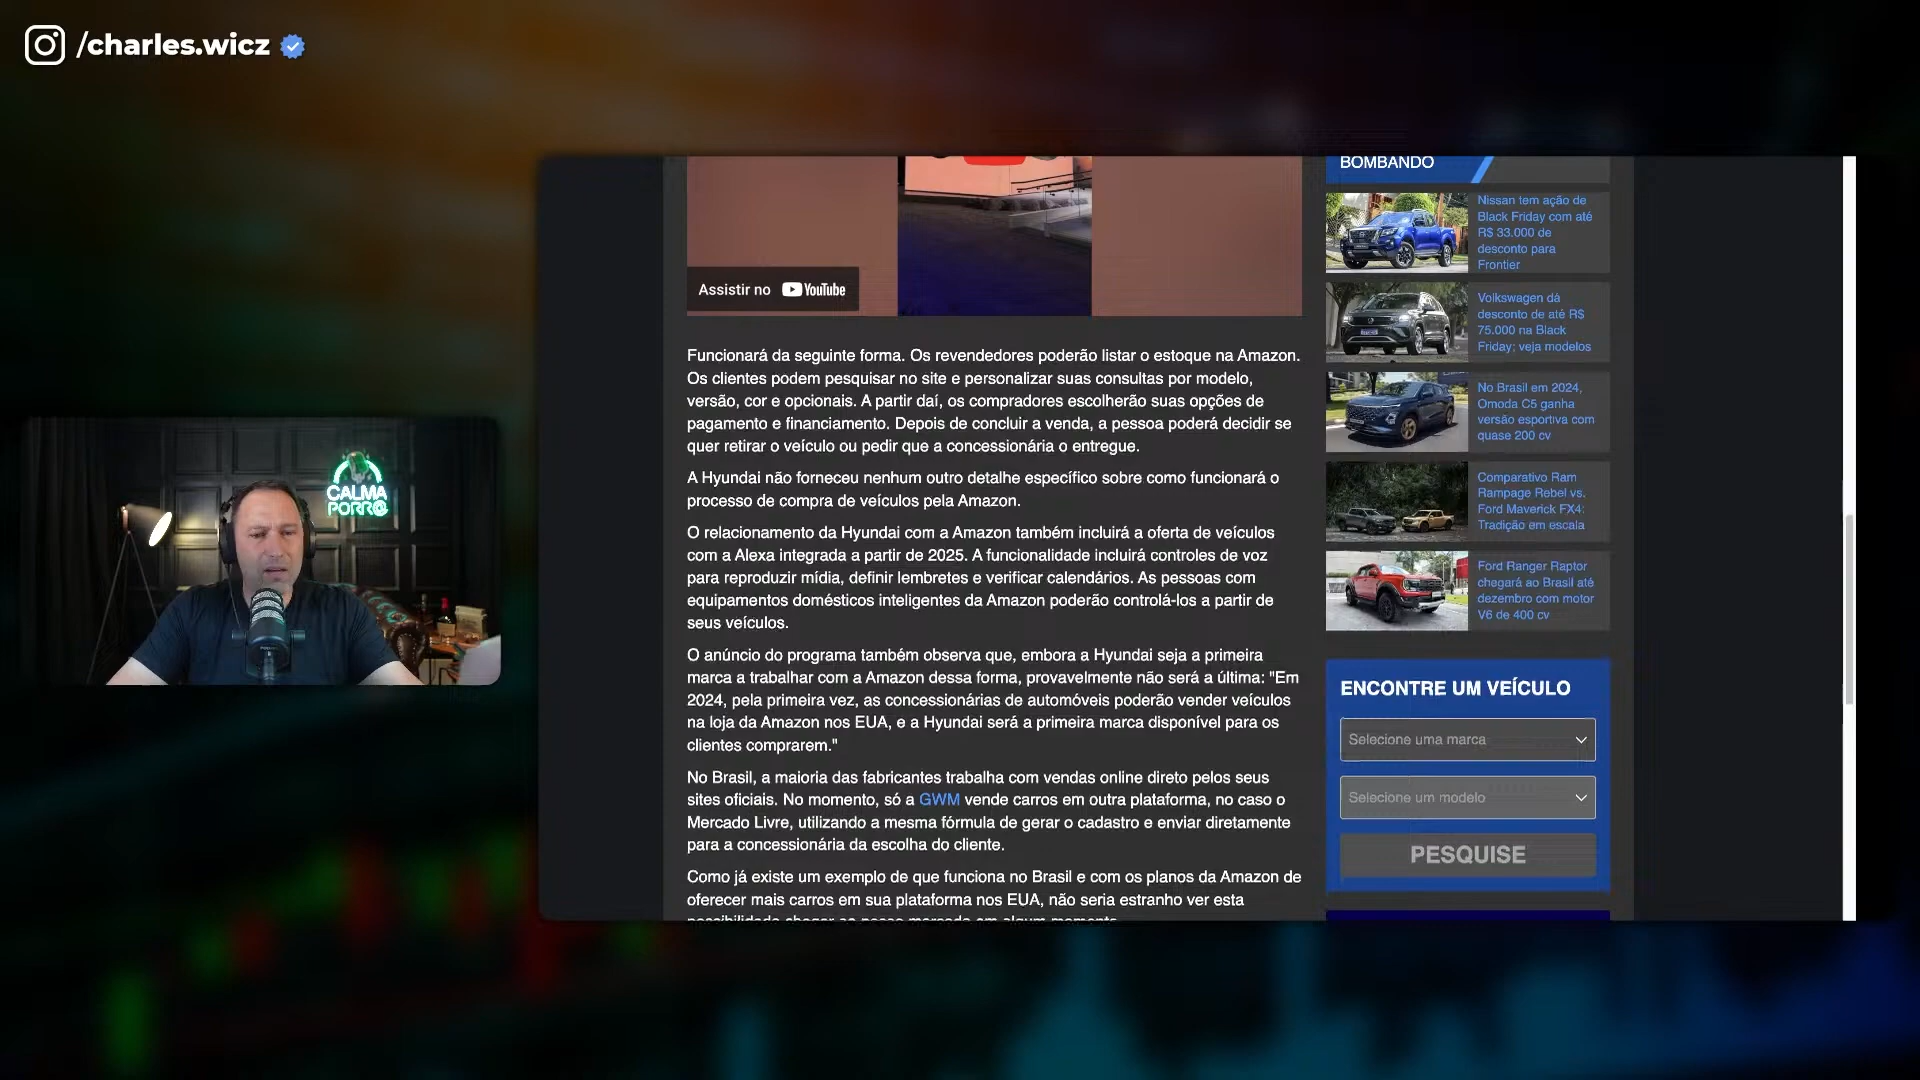 /charles.wicz
CALMA
PORR@
Assistir no YouTube
Funcionará da seguinte forma. Os revendedores poderão listar o estoque na Amazon.
Os clientes podem pesquisar no site e personalizar suas consultas por modelo,
versão, cor e opcionais. A partir daí, os compradores escolherão suas opções de
pagamento e financiamento. Depois de concluir a venda, a pessoa poderá decidir se
quer retirar o veículo ou pedir que a concessionária o entregue.
A Hyundai não forneceu nenhum outro detalhe específico sobre como funcionará o
processo de compra de veículos pela Amazon.
O relacionamento da Hyundai com a Amazon também incluirá a oferta de veículos
com a Alexa integrada a partir de 2025. A funcionalidade incluirá controles de voz
para reproduzir mídia, definir lembretes e verificar calendários. As pessoas com
equipamentos domésticos inteligentes da Amazon poderão controlá-los a partir de
seus veículos.
O anúncio do programa também observa que, embora a Hyundai seja a primeira
marca a trabalhar com a Amazon dessa forma, provavelmente não será a última: "Em
2024, pela primeira vez, as concessionárias de automóveis poderão vender veículos
na loja da Amazon nos EUA, e a Hyundai será a primeira marca disponível para os
clientes comprarem."
No Brasil, a maioria das fabricantes trabalha com vendas online direto pelos seus
sites oficiais. No momento, só a GWM vende carros em outra plataforma, no caso o
Mercado Livre, utilizando a mesma fórmula de gerar o cadastro e enviar diretamente
para a concessionária da escolha do cliente.
Como já existe um exemplo de que funciona no Brasil e com os planos da Amazon de
oferecer mais carros em sua plataforma nos EUA, não seria estranho ver esta
possibilidade chegar ao nosso mercado em algum momento.
BOMBANDO
Nissan tem ação de
Black Friday com até
R$ 33.000 de
desconto para
Frontier
Volkswagen dá
desconto de até R$
75.000 na Black
Friday; veja modelos
No Brasil em 2024,
Omoda C5 ganha
versão esportiva com
quase 200 cv
Comparativo Ram
Rampage Rebel vs.
Ford Maverick FX4:
Tradição em escala
Ford Ranger Raptor
chegará ao Brasil até
dezembro com motor
V6 de 400 cv
ENCONTRE UM VEÍCULO
Selecione uma marca
Selecione um modelo
PESQUISE